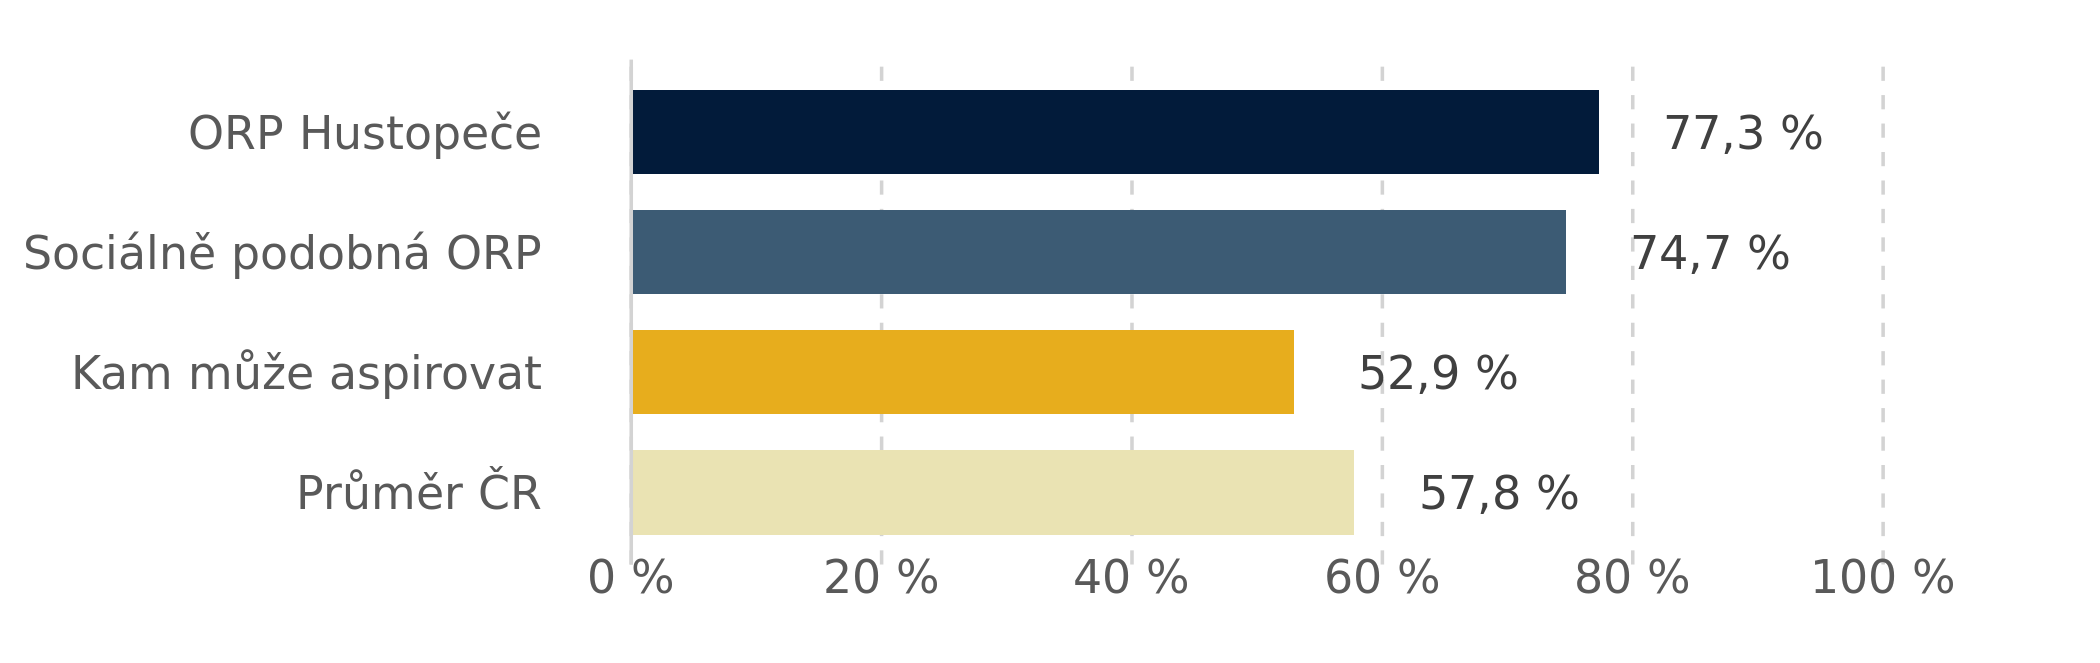 ORP Hustopeče 77,3 %
Sociálně podobná ORP 74,7 %
Kam může aspirovat 52,9 %
Průměr ČR 57,8 %
0 % 20 % 40 % 60 % 80 % 100 %